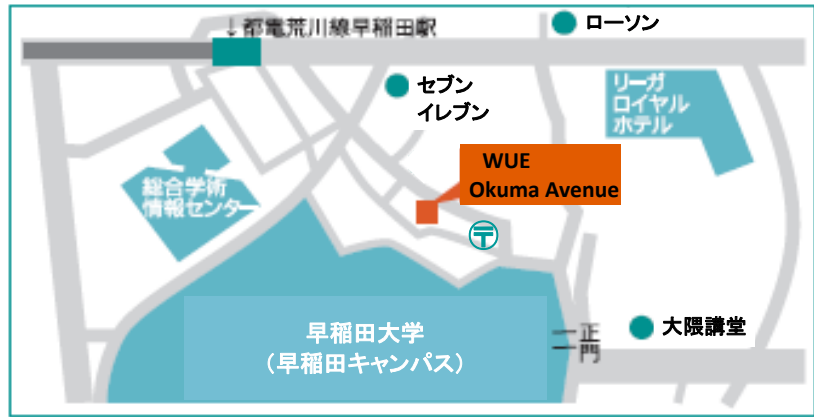 ↓都電荒川線早稲田駅
ローソン
セブン
イレブン
リーガ
ロイヤル
ホテル
WUE
Okuma Avenue
総合学術
情報センター
〒
早稲田大学
（早稲田キャンパス）
正
門
大隈講堂